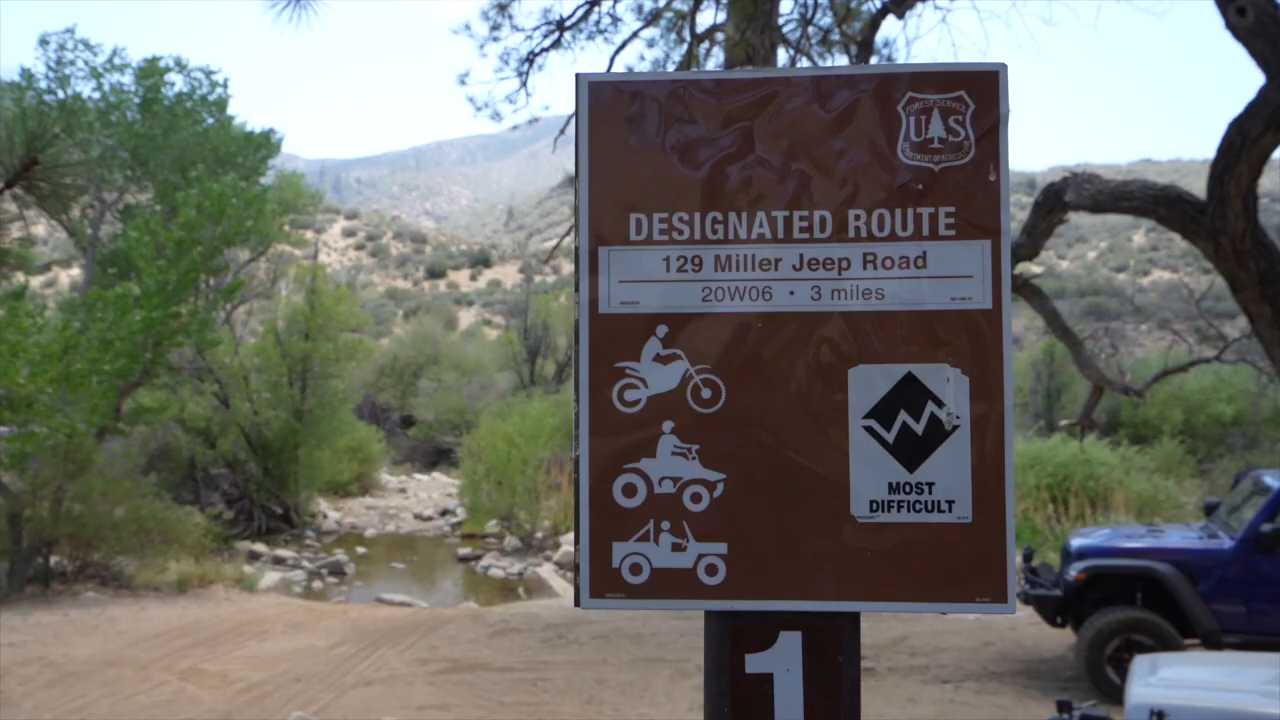 FOREST SERVICE
U S
DEPARTMENT OF AGRICULTURE
DESIGNATED ROUTE
129 Miller Jeep Road
20W06 • 3 miles
MOST
DIFFICULT
1